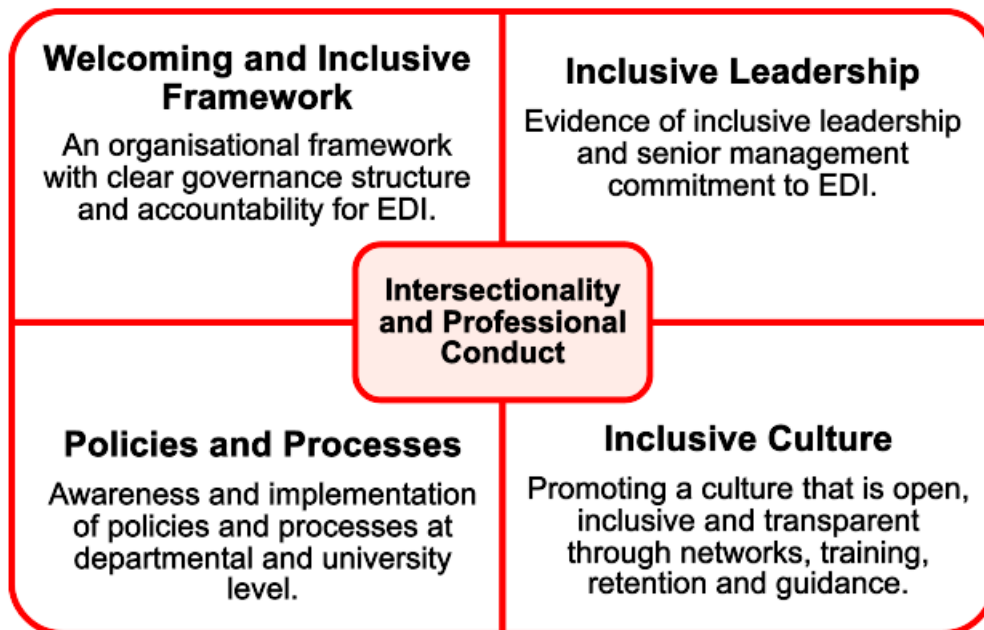 Welcoming and Inclusive
Framework
An organisational framework
with clear governance structure
and accountability for EDI.
Inclusive Leadership
Evidence of inclusive leadership
and senior management
commitment to EDI.
Intersectionality
and Professional
Conduct
Policies and Processes
Awareness and implementation
of policies and processes at
departmental and university
level.
Inclusive Culture
Promoting a culture that is open,
inclusive and transparent
through networks, training,
retention and guidance.